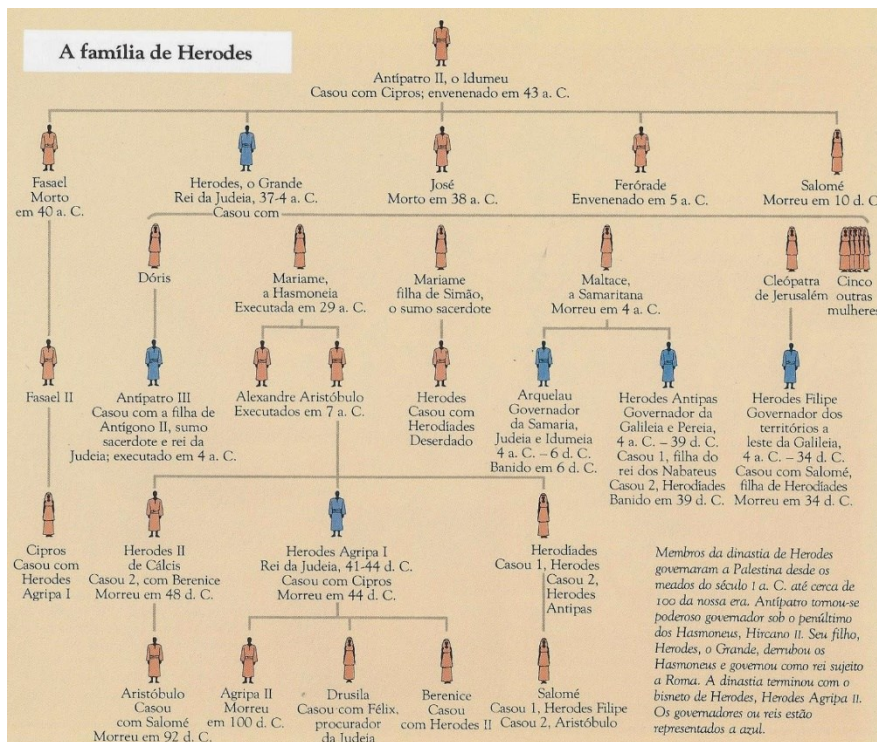 A família de Herodes
Antípatro II, o Idumeu
Casou com Cipros; envenenado em 43 a. C.
Fasael
Morto
em 40 a. C.
Herodes, o Grande
Rei da Judeia, 37-4 a. C.
Casou com
José
Morto em 38 a. C.
Ferórade
Envenenado em 5 a. C.
Salomé
Morreu em 10 d. C
Dóris
Mariame,
a Hasmoneia
Executada em 29 a. C.
Mariame
filha de Simão,
o sumo sacerdote
Maltace,
a Samaritana
Morreu em 4 a. C.
Cleópatra
de Jerusalém
Cinco
outras
mulheres
Fasael II
Antípatro III
Casou com a filha de
Antígono II, sumo
sacerdote e rei da
Judeia; executado em 4 a. C.
Alexandre Aristóbulo
Executados em 7 a. C.
Herodes
Casou com
Herodíades
Deserdado
Arquelau
Governador
da Samaria,
Judeia e Idumeia
4 a. C. – 6 d. C.
Banido em 6 d. C.
Herodes Antipas
Governador da
Galileia e Pereia,
4 a. C. – 39 d. C.
Casou 1, filha do
rei dos Nabateus
Casou 2, Herodíades
Banido em 39 d. C.
Herodes Filipe
Governador dos
territórios a
leste da Galileia,
4 a. C. – 34 d. C.
Casou com Salomé,
filha de Herodíades
Morreu em 34 d. C.
Cipros
Casou com
Herodes
Agripa I
Herodes II
de Cálcis
Casou 2, com Berenice
Morreu em 48 d. C.
Herodes Agripa I
Rei da Judeia, 41-44 d. C.
Casou com Cipros
Morreu em 44 d. C.
Herodíades
Casou 1, Herodes
Casou 2,
Herodes
Antipas
Aristóbulo
Casou
com Salomé
Morreu em 92 d. C.
Agripa II
Morreu
em 100 d. C.
Drusila
Casou com Félix,
procurador
da Judeia
Berenice
Casou
com Herodes II
Salomé
Casou 1, Herodes Filipe
Casou 2, Aristóbulo
Membros da dinastia de Herodes
governaram a Palestina desde os
meados do século 1 a. C. até cerca de
100 da nossa era. Antípatro tornou-se
poderoso governador sob o penúltimo
dos Hasmoneus, Hircano II. Seu filho,
Herodes, o Grande, derrubou os
Hasmoneus e governou como rei sujeito
a Roma. A dinastia terminou com o
bisneto de Herodes, Herodes Agripa II.
Os governadores ou reis estão
representados a azul.